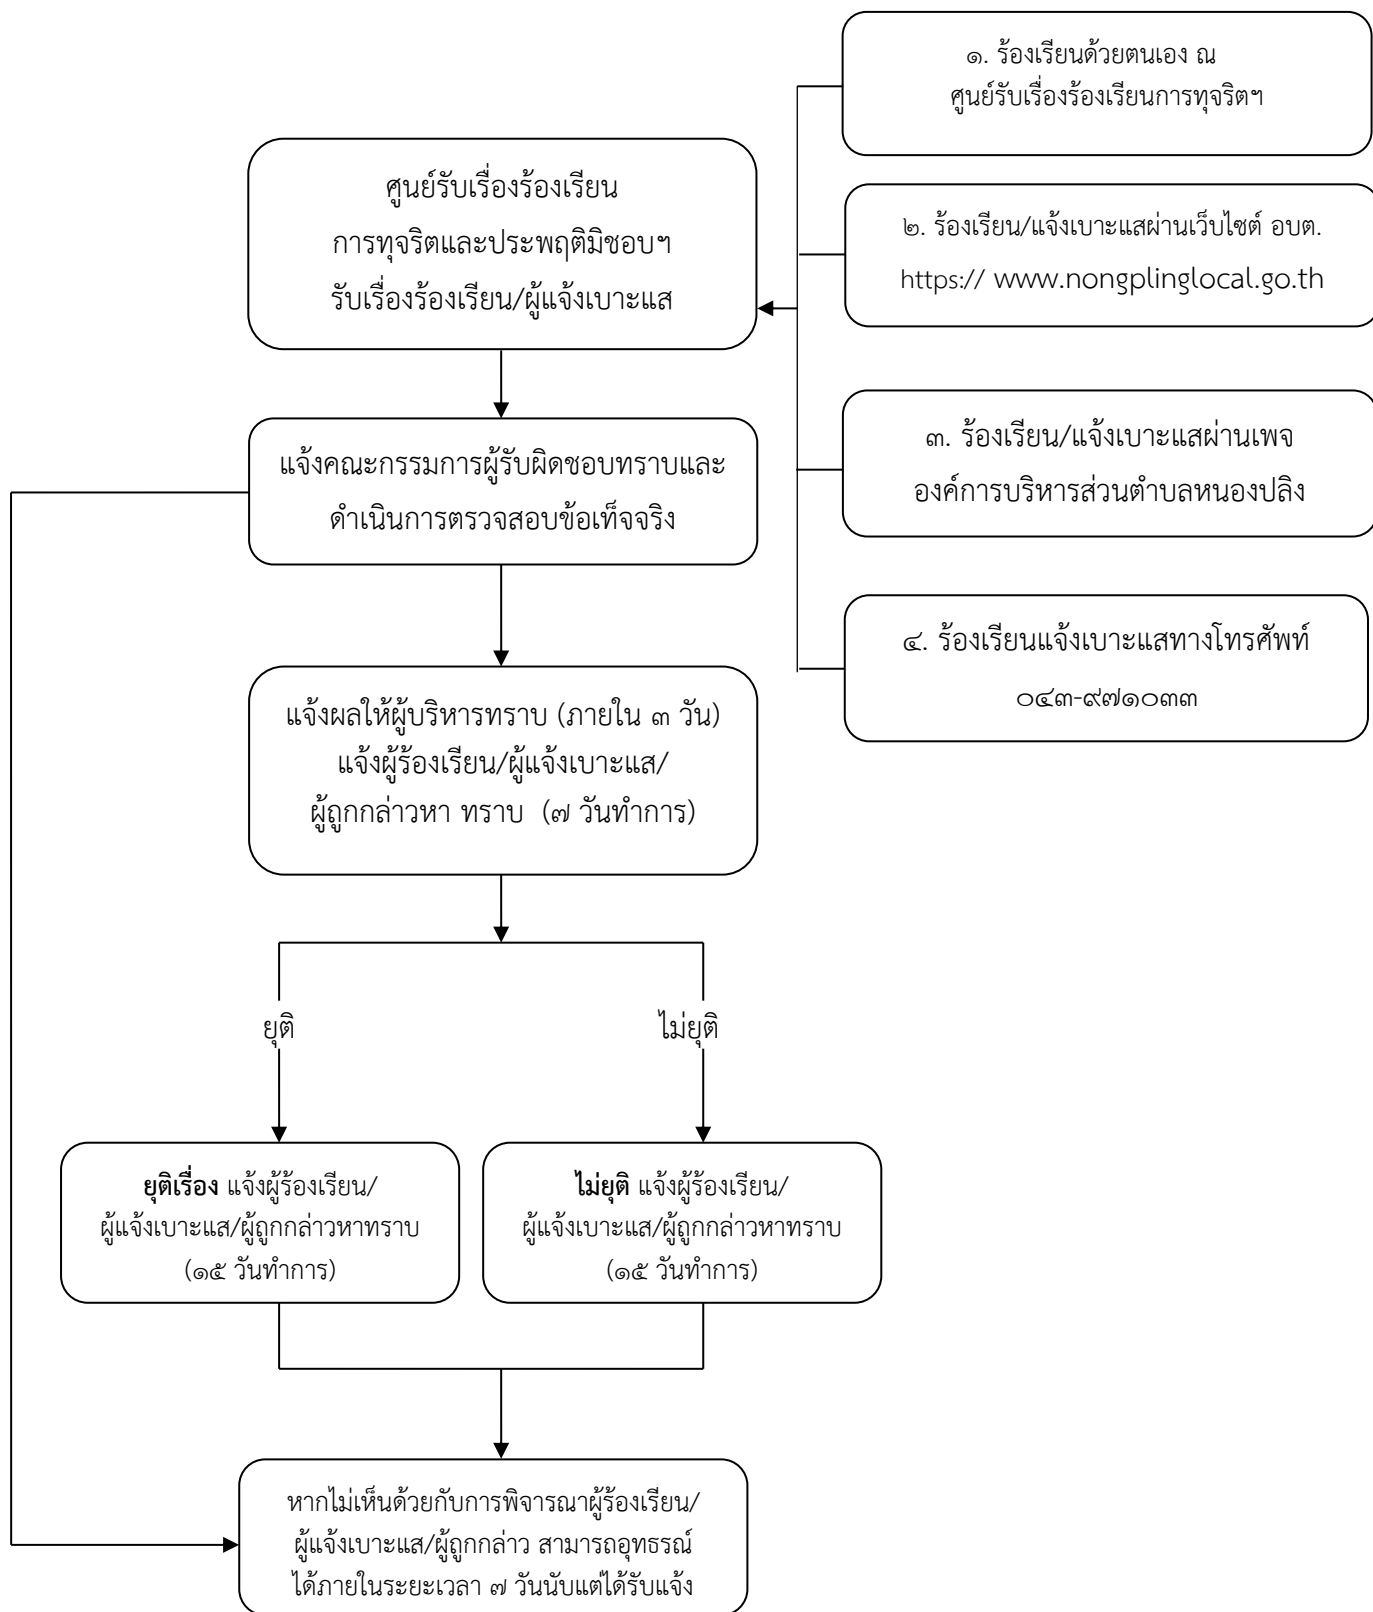 ๑. ร้องเรียนด้วยตนเอง ณ
ศูนย์รับเรื่องร้องเรียนการทุจริตฯ
ศูนย์รับเรื่องร้องเรียน
การทุจริตและประพฤติมิชอบฯ
รับเรื่องร้องเรียน/ผู้แจ้งเบาะแส
๒. ร้องเรียน/แจ้งเบาะแสผ่านเว็บไซต์ อบต.
https:// www.nongplinglocal.go.th
๓. ร้องเรียน/แจ้งเบาะแสผ่านเพจ
องค์การบริหารส่วนตำบลหนองปลิง
แจ้งคณะกรรมการผู้รับผิดชอบทราบและ
ดำเนินการตรวจสอบข้อเท็จจริง
๔. ร้องเรียนแจ้งเบาะแสทางโทรศัพท์
๐๔๓-๙๗๑๐๓๓
แจ้งผลให้ผู้บริหารทราบ (ภายใน ๓ วัน)
แจ้งผู้ร้องเรียน/ผู้แจ้งเบาะแส/
ผู้ถูกกล่าวหา ทราบ (๗ วันทำการ)
ยุติ
ไม่ยุติ
ยุติเรื่อง แจ้งผู้ร้องเรียน/
ผู้แจ้งเบาะแส/ผู้ถูกกล่าวหาทราบ
(๑๕ วันทำการ)
ไม่ยุติ แจ้งผู้ร้องเรียน/
ผู้แจ้งเบาะแส/ผู้ถูกกล่าวหาทราบ
(๑๕ วันทำการ)
หากไม่เห็นด้วยกับการพิจารณาผู้ร้องเรียน/
ผู้แจ้งเบาะแส/ผู้ถูกกล่าว สามารถอุทธรณ์
ได้ภายในระยะเวลา ๗ วันนับแต่ได้รับแจ้ง